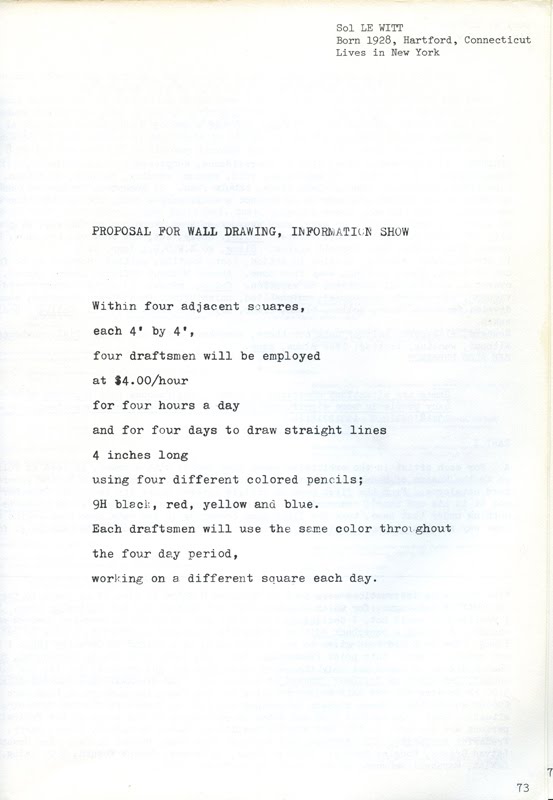 Sol LE WITT
Born 1928, Hartford, Connecticut
Lives in New York
PROPOSAL FOR WALL DRAWING, INFORMATION SHOW
Within four adjacent squares,
each 4' by 4',
four draftsmen will be employed
at $4.00/hour
for four hours a day
and for four days to draw straight lines
4 inches long
using four different colored pencils;
9H black, red, yellow and blue.
Each draftsmen will use the same color throughout
the four day period,
working on a different square each day.
7
73